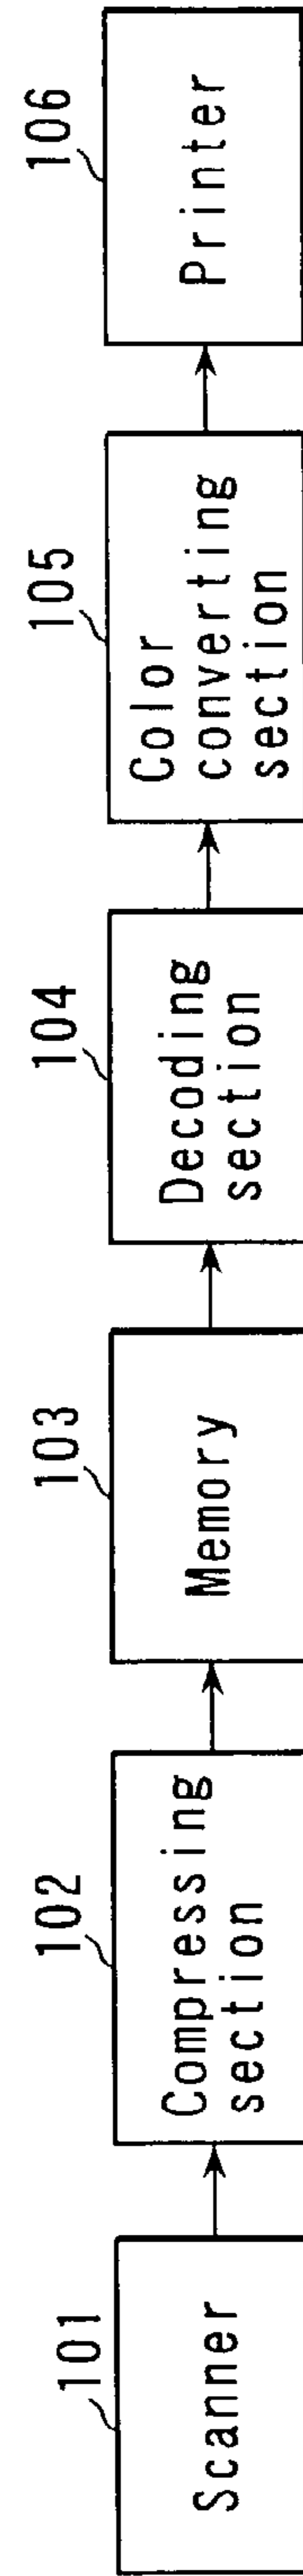 101
Scanner
102
Compressing
section
103
Memory
104
Decoding
section
105
Color
converting
section
106
Printer